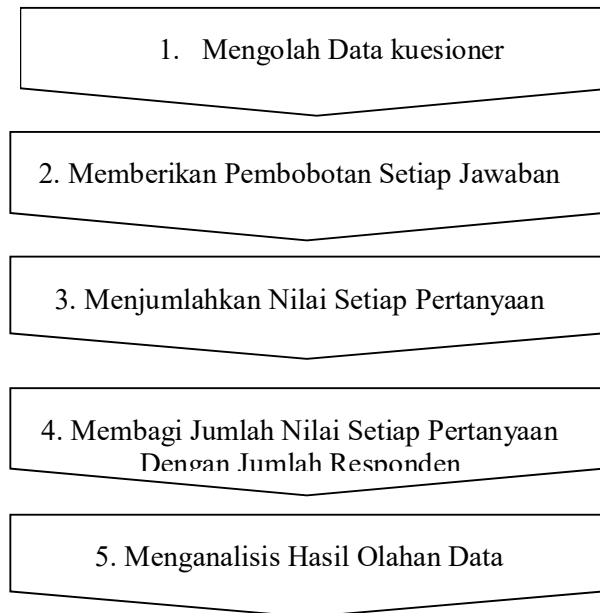 1. Mengolah Data kuesioner
2. Memberikan Pembobotan Setiap Jawaban
3. Menjumlahkan Nilai Setiap Pertanyaan
4. Membagi Jumlah Nilai Setiap Pertanyaan
Dengan Jumlah Responden
5. Menganalisis Hasil Olahan Data